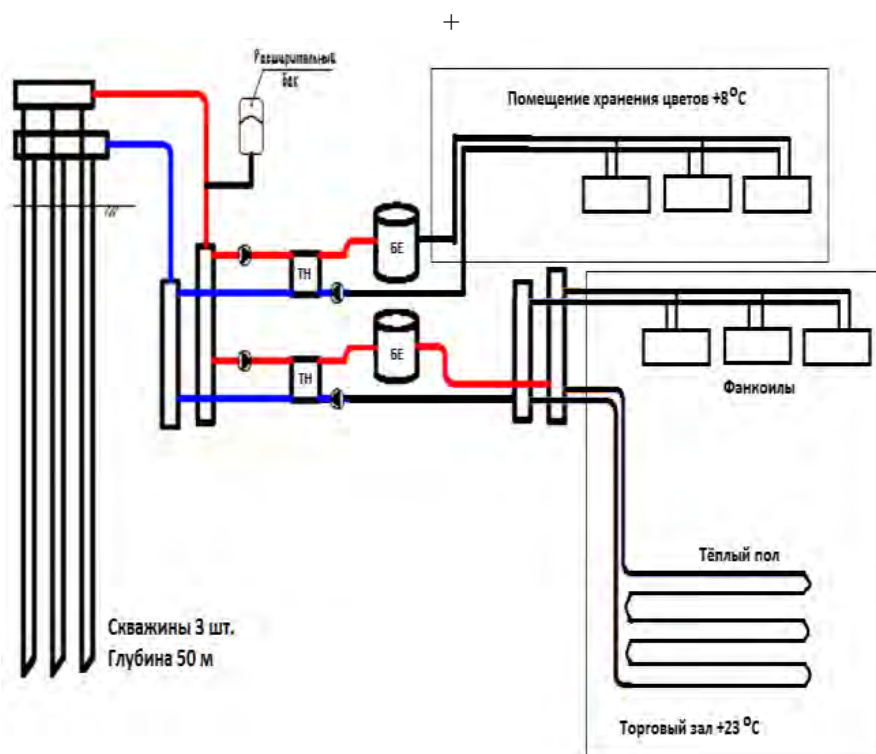 +
Расширительный
бак
Помещение хранения цветов +8°C
БЕ
ТН
БЕ
ТН
Фанкоилы
Тёплый пол
Скважины 3 шт.
Глубина 50 м
Торговый зал +23 °C